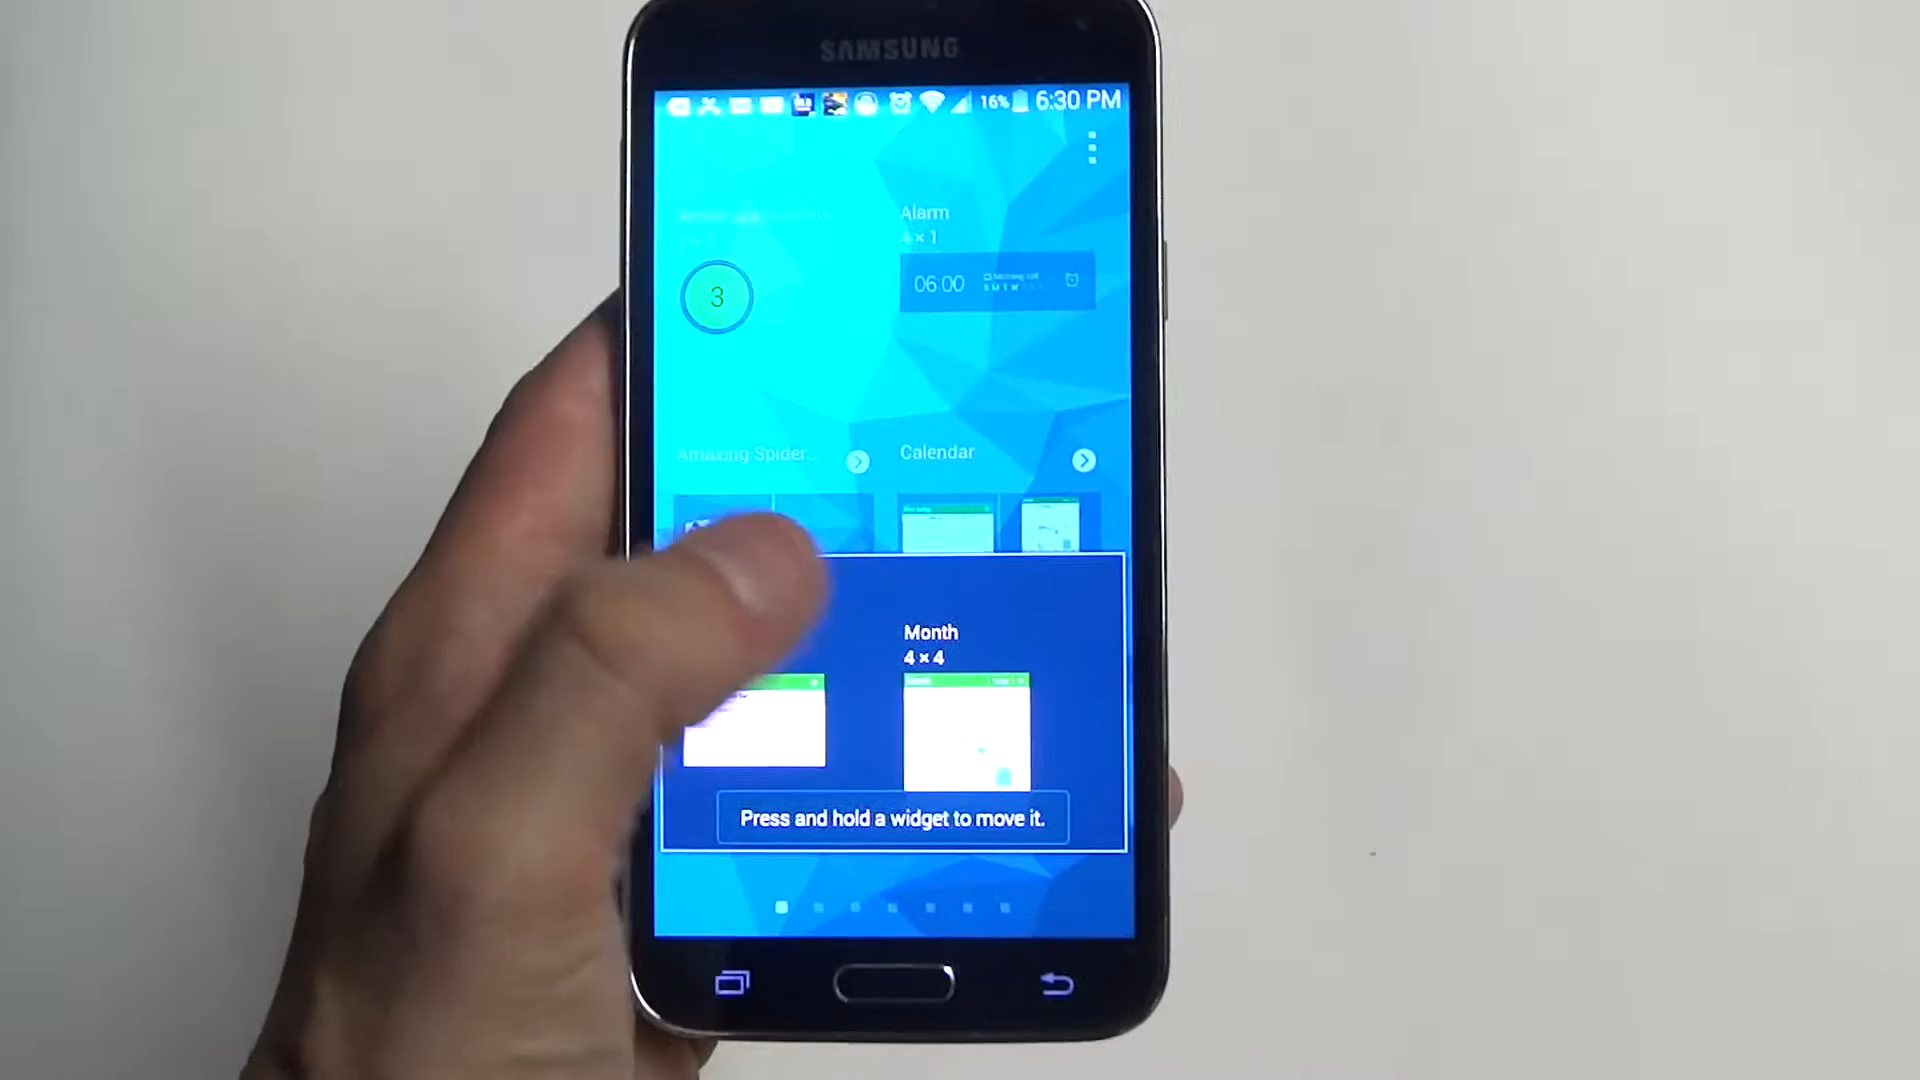 SAMSUNG
16% 6:30 PM
Alarm
4 × 1
3
06:00
Amazing Spider...
Calendar
Month
4 × 4
Press and hold a widget to move it.